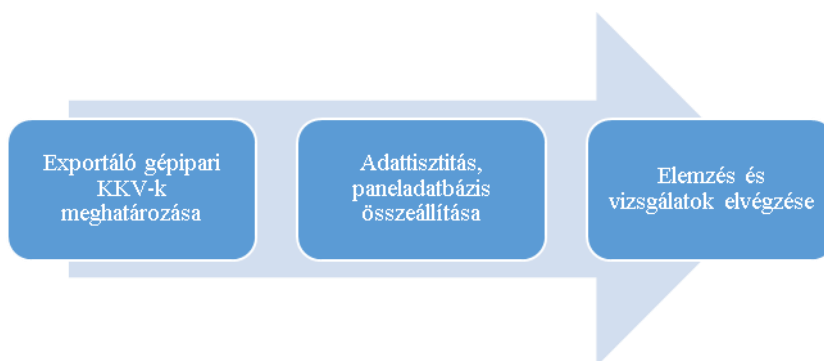 Exportáló gépipari
KKV-k
meghatározása
Adattisztitás,
paneladatbázis
összeállítása
Elemzés és
vizsgálatok elvégzése